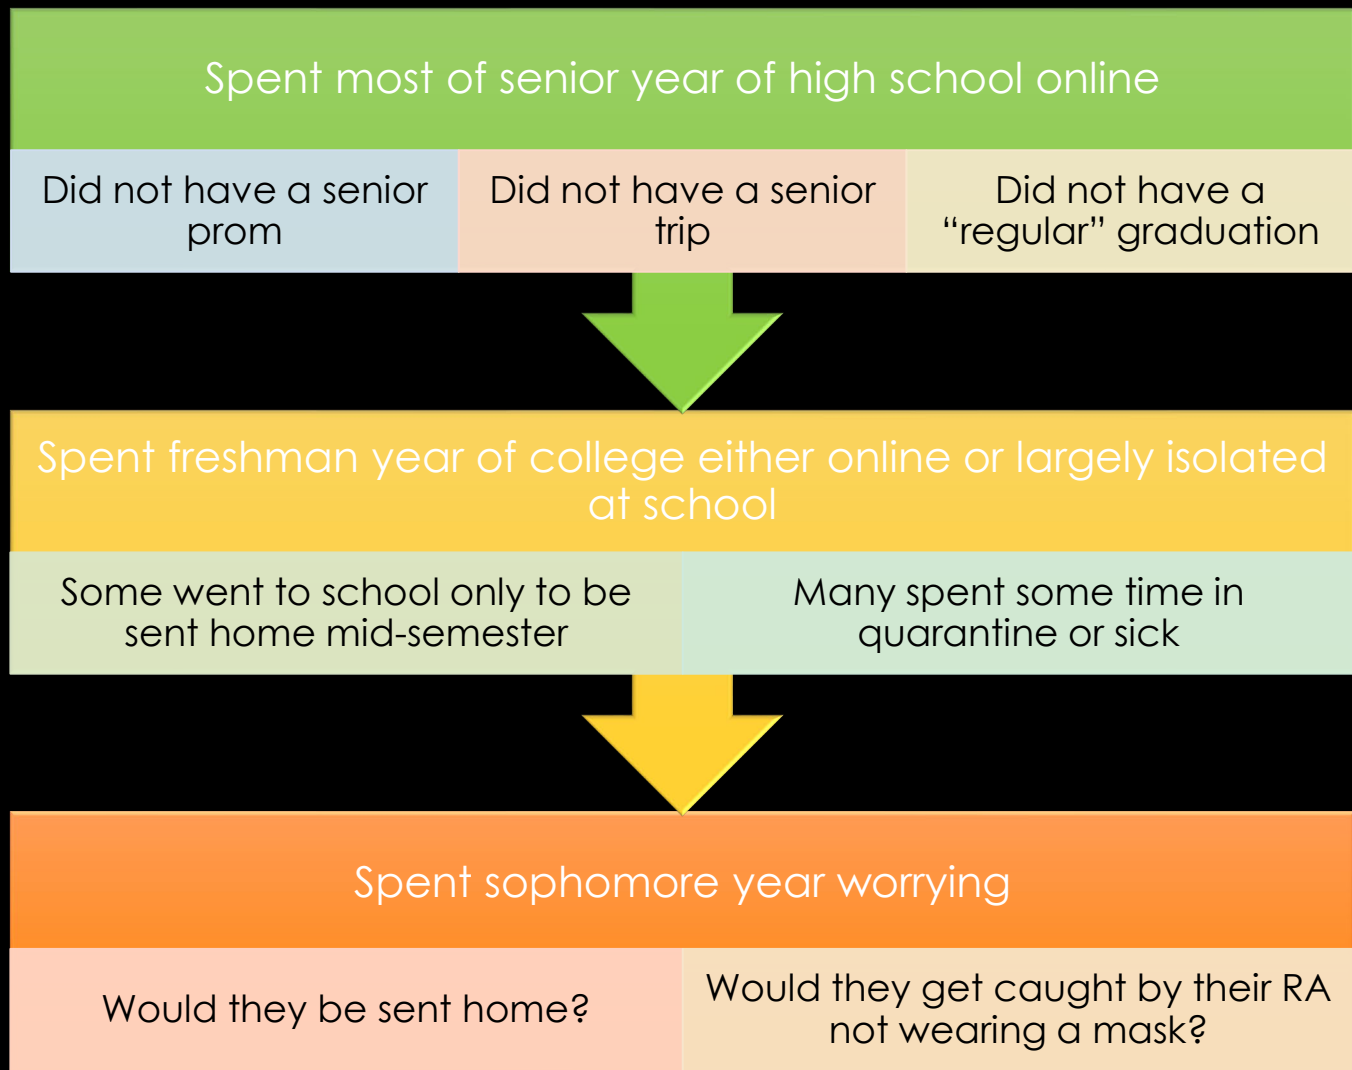 Spent most of senior year of high school online
Did not have a senior
prom
Did not have a senior
trip
Did not have a
“regular” graduation
Spent freshman year of college either online or largely isolated
at school
Some went to school only to be
sent home mid-semester
Many spent some time in
quarantine or sick
Spent sophomore year worrying
Would they be sent home?
Would they get caught by their RA
not wearing a mask?